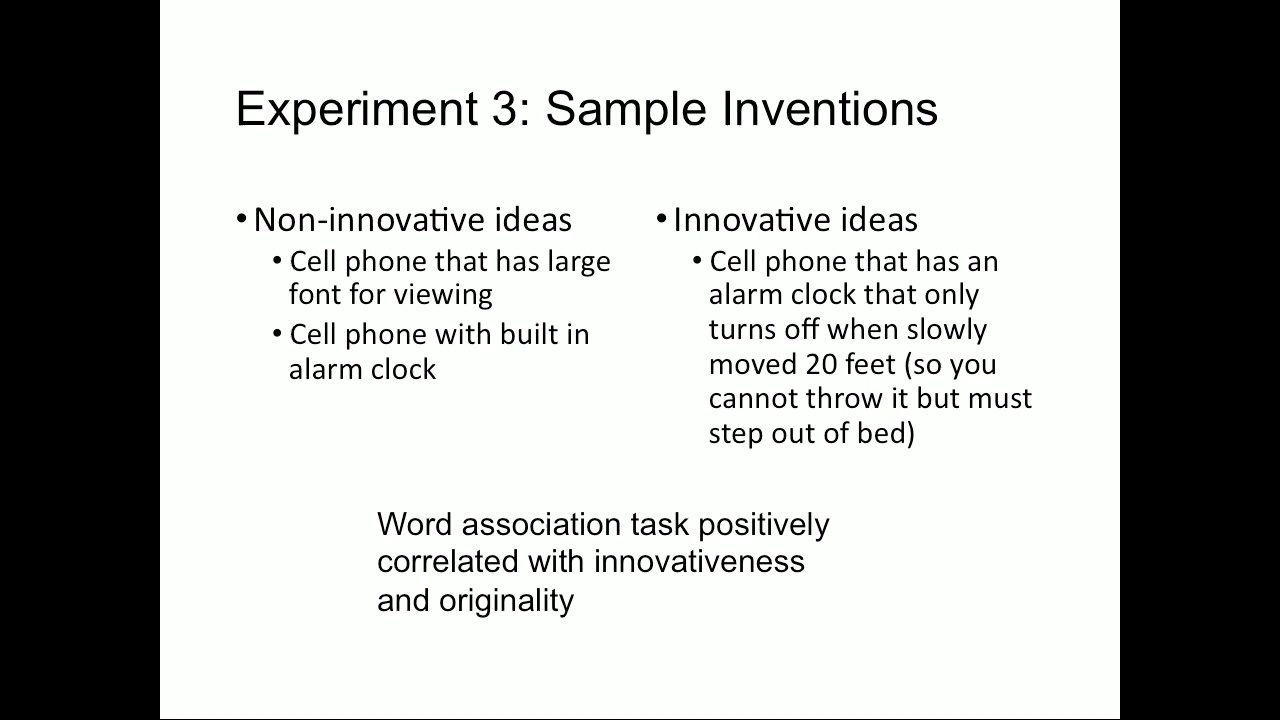 Experiment 3: Sample Inventions
• Non-innovative ideas
• Cell phone that has large
font for viewing
• Cell phone with built in
alarm clock
• Innovative ideas
• Cell phone that has an
alarm clock that only
turns off when slowly
moved 20 feet (so you
cannot throw it but must
step out of bed)
Word association task positively
correlated with innovativeness
and originality